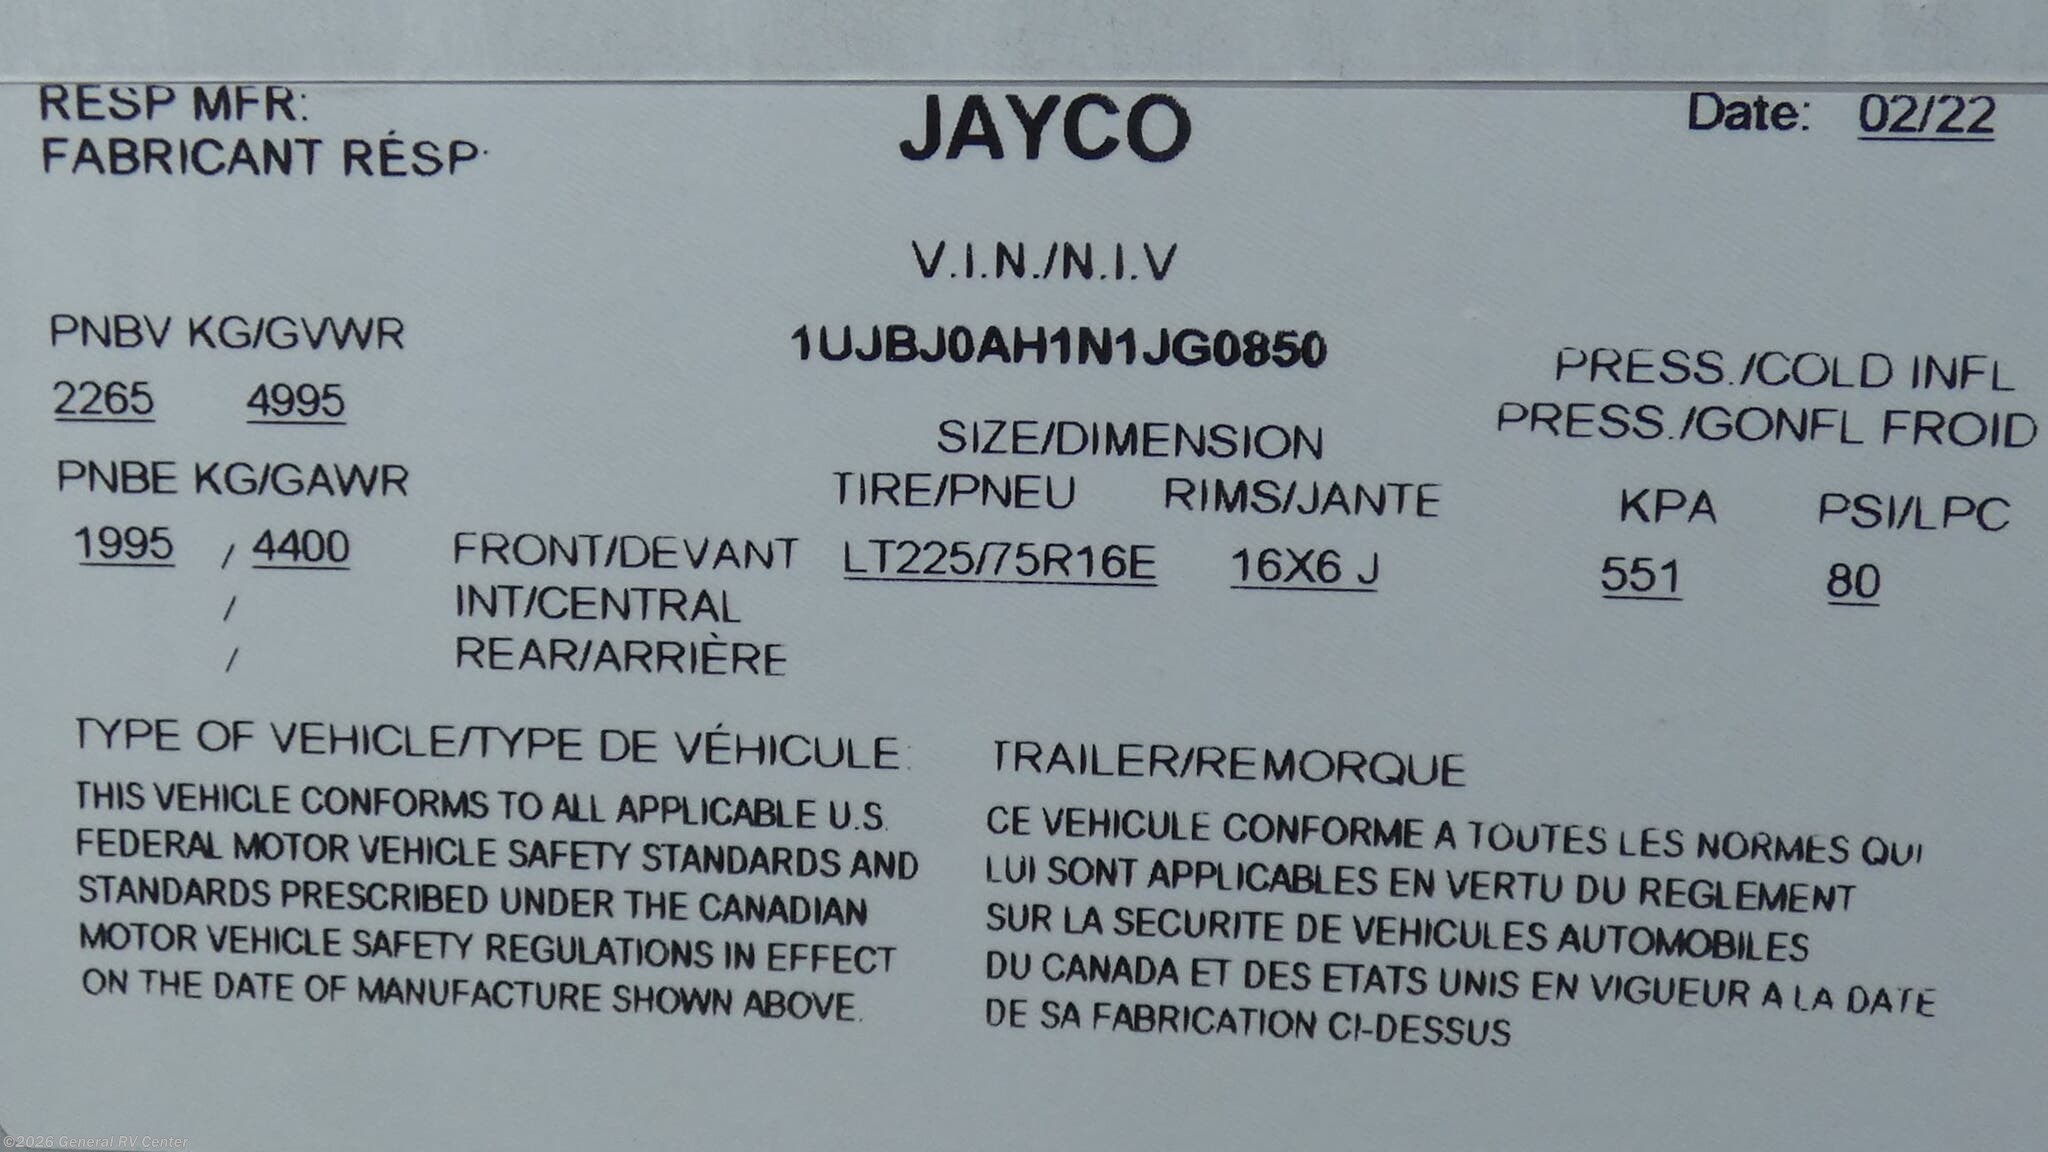 RESP MFR: JAYCO Date: 02/22
FABRICANT RÉSP.
V.I.N./N.I.V
PNBV KG/GVWR 1UJBJ0AH1N1JG0850
PRESS./COLD INFL
2265 4995
SIZE/DIMENSION PRESS./GONFL FROID
PNBE KG/GAWR TIRE/PNEU RIMS/JANTE KPA PSI/LPC
1995 / 4400 FRONT/DEVANT LT225/75R16E 16X6 J 551 80
/ INT/CENTRAL
/ REAR/ARRIÈRE
TYPE OF VEHICLE/TYPE DE VÉHICULE: TRAILER/REMORQUE
THIS VEHICLE CONFORMS TO ALL APPLICABLE U.S.
FEDERAL MOTOR VEHICLE SAFETY STANDARDS AND
STANDARDS PRESCRIBED UNDER THE CANADIAN
MOTOR VEHICLE SAFETY REGULATIONS IN EFFECT
ON THE DATE OF MANUFACTURE SHOWN ABOVE.
CE VEHICULE CONFORME A TOUTES LES NORMES QUI
LUI SONT APPLICABLES EN VERTU DU REGLEMENT
SUR LA SECURITE DE VEHICULES AUTOMOBILES
DU CANADA ET DES ETATS UNIS EN VIGUEUR A LA DATE
DE SA FABRICATION CI-DESSUS
©2026 General RV Center